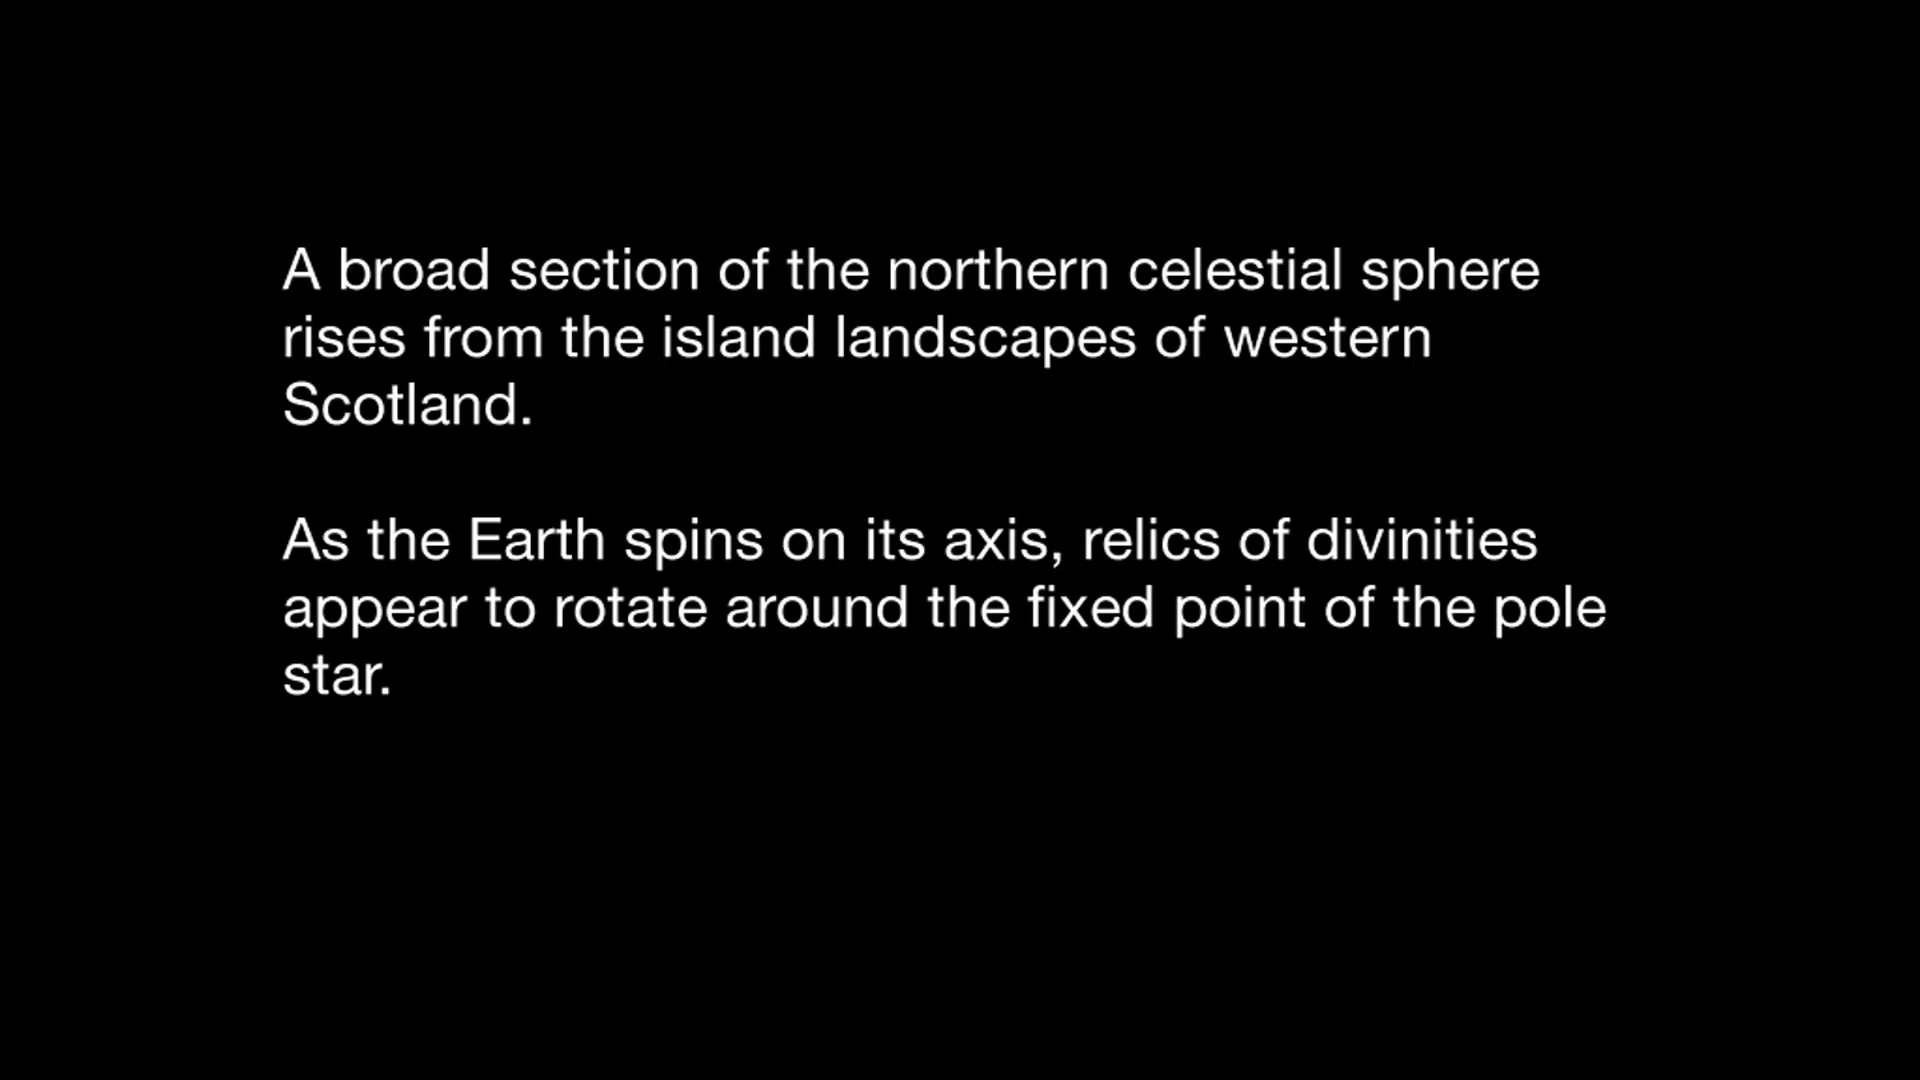 A broad section of the northern celestial sphere
rises from the island landscapes of western
Scotland.
As the Earth spins on its axis, relics of divinities
appear to rotate around the fixed point of the pole
star.